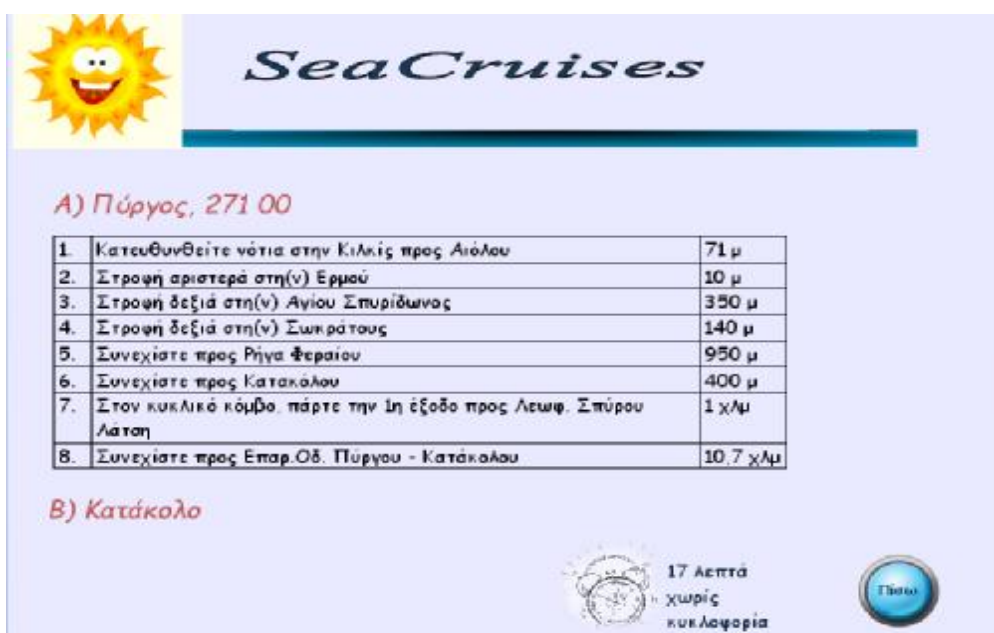 SeaCruises
Α) Πύργος, 271 00
1. Κατευθυνθείτε νότια στην Κιλκίς προς Αιόλου 71 μ
2. Στροφή αριστερά στη(ν) Ερμού 10 μ
3. Στροφή δεξιά στη(ν) Αγίου Σπυρίδωνος 350 μ
4. Στροφή δεξιά στη(ν) Σωκράτους 140 μ
5. Συνεχίστε προς Ρήγα Φεραίου 950 μ
6. Συνεχίστε προς Κατακόλου 400 μ
7. Στον κυκλικό κόμβο, πάρτε την 1η έξοδο προς Λεωφ. Σπύρου 1 χλμ
Λάτση
8. Συνεχίστε προς Επαρ.Οδ. Πύργου - Κατάκολου 10,7 χλμ
Β) Κατάκολο
17 λεπτά
χωρίς
κυκλοφορία
Πίσω